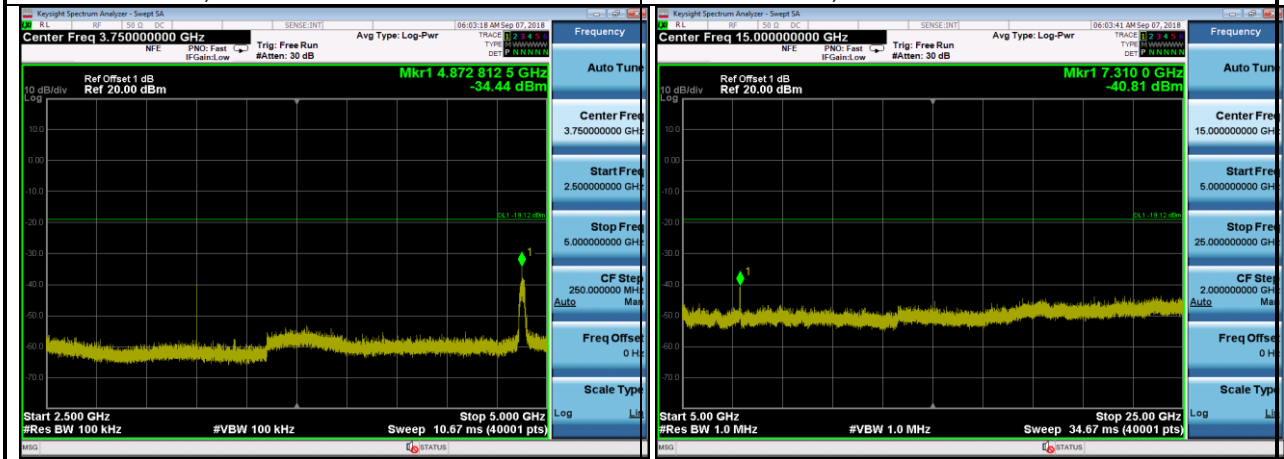 Keysight Spectrum Analyzer - Swept SA
RL RF 50 Ω DC SENSE:INT 06:03:18 AM Sep 07, 2018
Center Freq 3.750000000 GHz
NFE PNO: Fast IFGain:Low
Trig: Free Run #Atten: 30 dB
Avg Type: Log-Pwr
TRACE 1 2 3 4 5 6
TYPE M WWWWW
DET P N N N N N
Ref Offset 1 dB
Mkr1 4.872 812 5 GHz
10 dB/div Ref 20.00 dBm -34.44 dBm
Log
10.0
0.00
-10.0
DL1 -19.12 dBm
-20.0
1
-30.0
-40.0
-50.0
-60.0
-70.0
Start 2.500 GHz Stop 5.000 GHz
#Res BW 100 kHz #VBW 100 kHz Sweep 10.67 ms (40001 pts)
MSG STATUS
Frequency
Auto Tune
Center Freq
3.750000000 GHz
Start Freq
2.500000000 GHz
Stop Freq
5.000000000 GHz
CF Step
250.000000 MHz
Auto Man
Freq Offset
0 Hz
Scale Type
Log Lin
Keysight Spectrum Analyzer - Swept SA
RL RF 50 Ω DC SENSE:INT 06:03:41 AM Sep 07, 2018
Center Freq 15.000000000 GHz
NFE PNO: Fast IFGain:Low
Trig: Free Run #Atten: 30 dB
Avg Type: Log-Pwr
TRACE 1 2 3 4 5 6
TYPE M WWWWW
DET P N N N N N
Ref Offset 1 dB
Mkr1 7.310 0 GHz
10 dB/div Ref 20.00 dBm -40.81 dBm
Log
10.0
0.00
-10.0
DL1 -19.12 dBm
-20.0
-30.0
1
-40.0
-50.0
-60.0
-70.0
Start 5.00 GHz Stop 25.00 GHz
#Res BW 1.0 MHz #VBW 1.0 MHz Sweep 34.67 ms (40001 pts)
MSG STATUS
Frequency
Auto Tune
Center Freq
15.000000000 GHz
Start Freq
5.000000000 GHz
Stop Freq
25.000000000 GHz
CF Step
2.000000000 GHz
Auto Man
Freq Offset
0 Hz
Scale Type
Log Lin